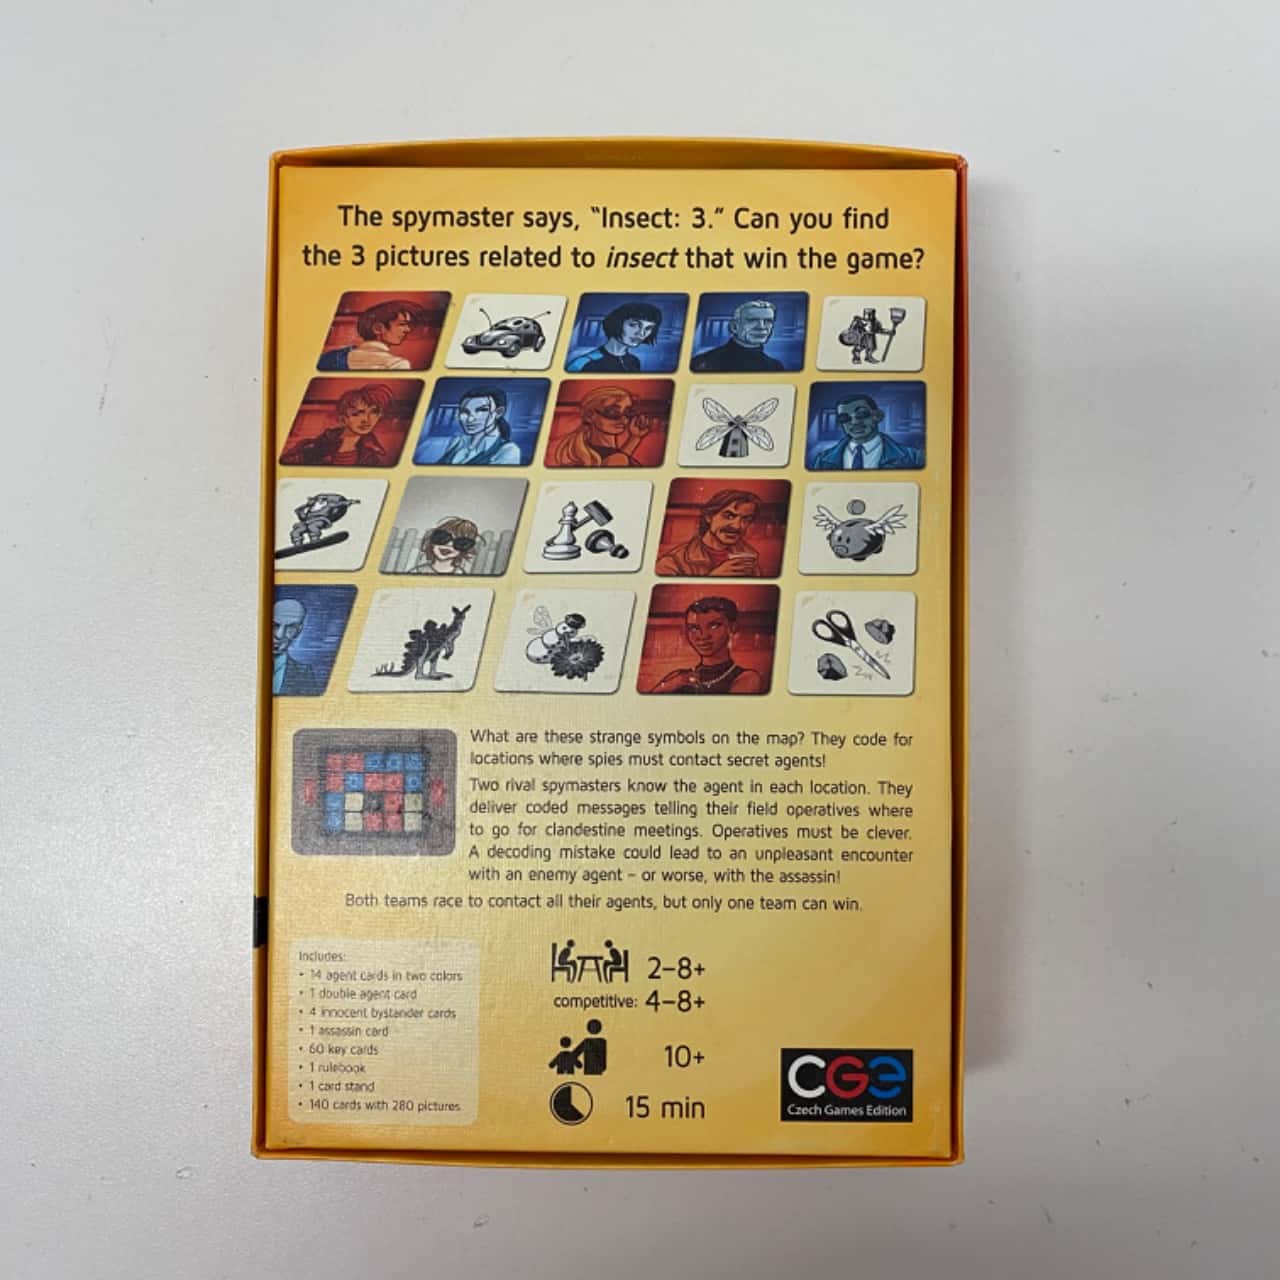 The spymaster says, “Insect: 3.” Can you find
the 3 pictures related to insect that win the game?
What are these strange symbols on the map? They code for
locations where spies must contact secret agents!
Two rival spymasters know the agent in each location. They
deliver coded messages telling their field operatives where
to go for clandestine meetings. Operatives must be clever.
A decoding mistake could lead to an unpleasant encounter
with an enemy agent – or worse, with the assassin!
Both teams race to contact all their agents, but only one team can win.
Includes:
• 14 agent cards in two colors
• 1 double agent card
• 4 innocent bystander cards
• 1 assassin card
• 60 key cards
• 1 rulebook
• 1 card stand
• 140 cards with 280 pictures
2–8+
competitive: 4–8+
10+
15 min
CGE
Czech Games Edition